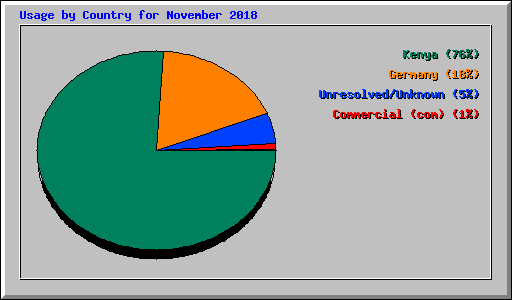 Usage by Country for November 2018
Kenya (76%)
Germany (18%)
Unresolved/Unknown (5%)
Commercial (com) (1%)